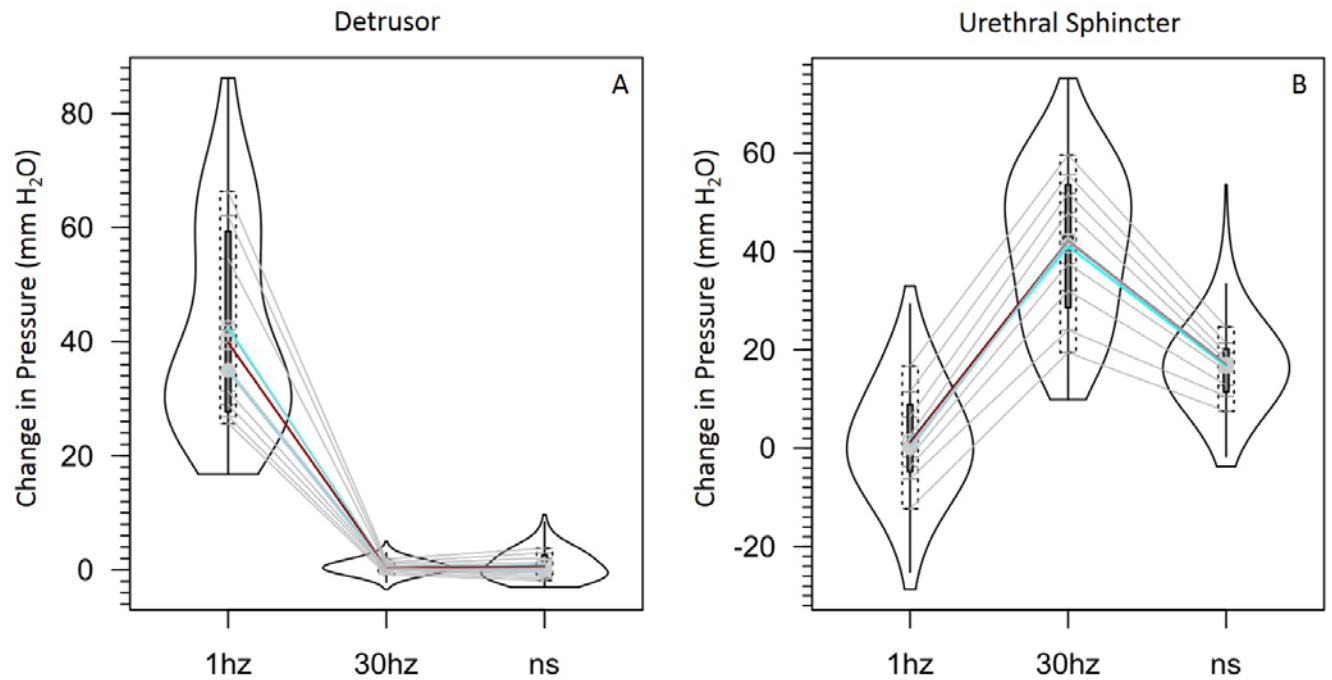 Detrusor
A
Change in Pressure (mm H₂O)
80
60
40
20
0
1hz 30hz ns
Urethral Sphincter
B
Change in Pressure (mm H₂O)
60
40
20
0
-20
1hz 30hz ns